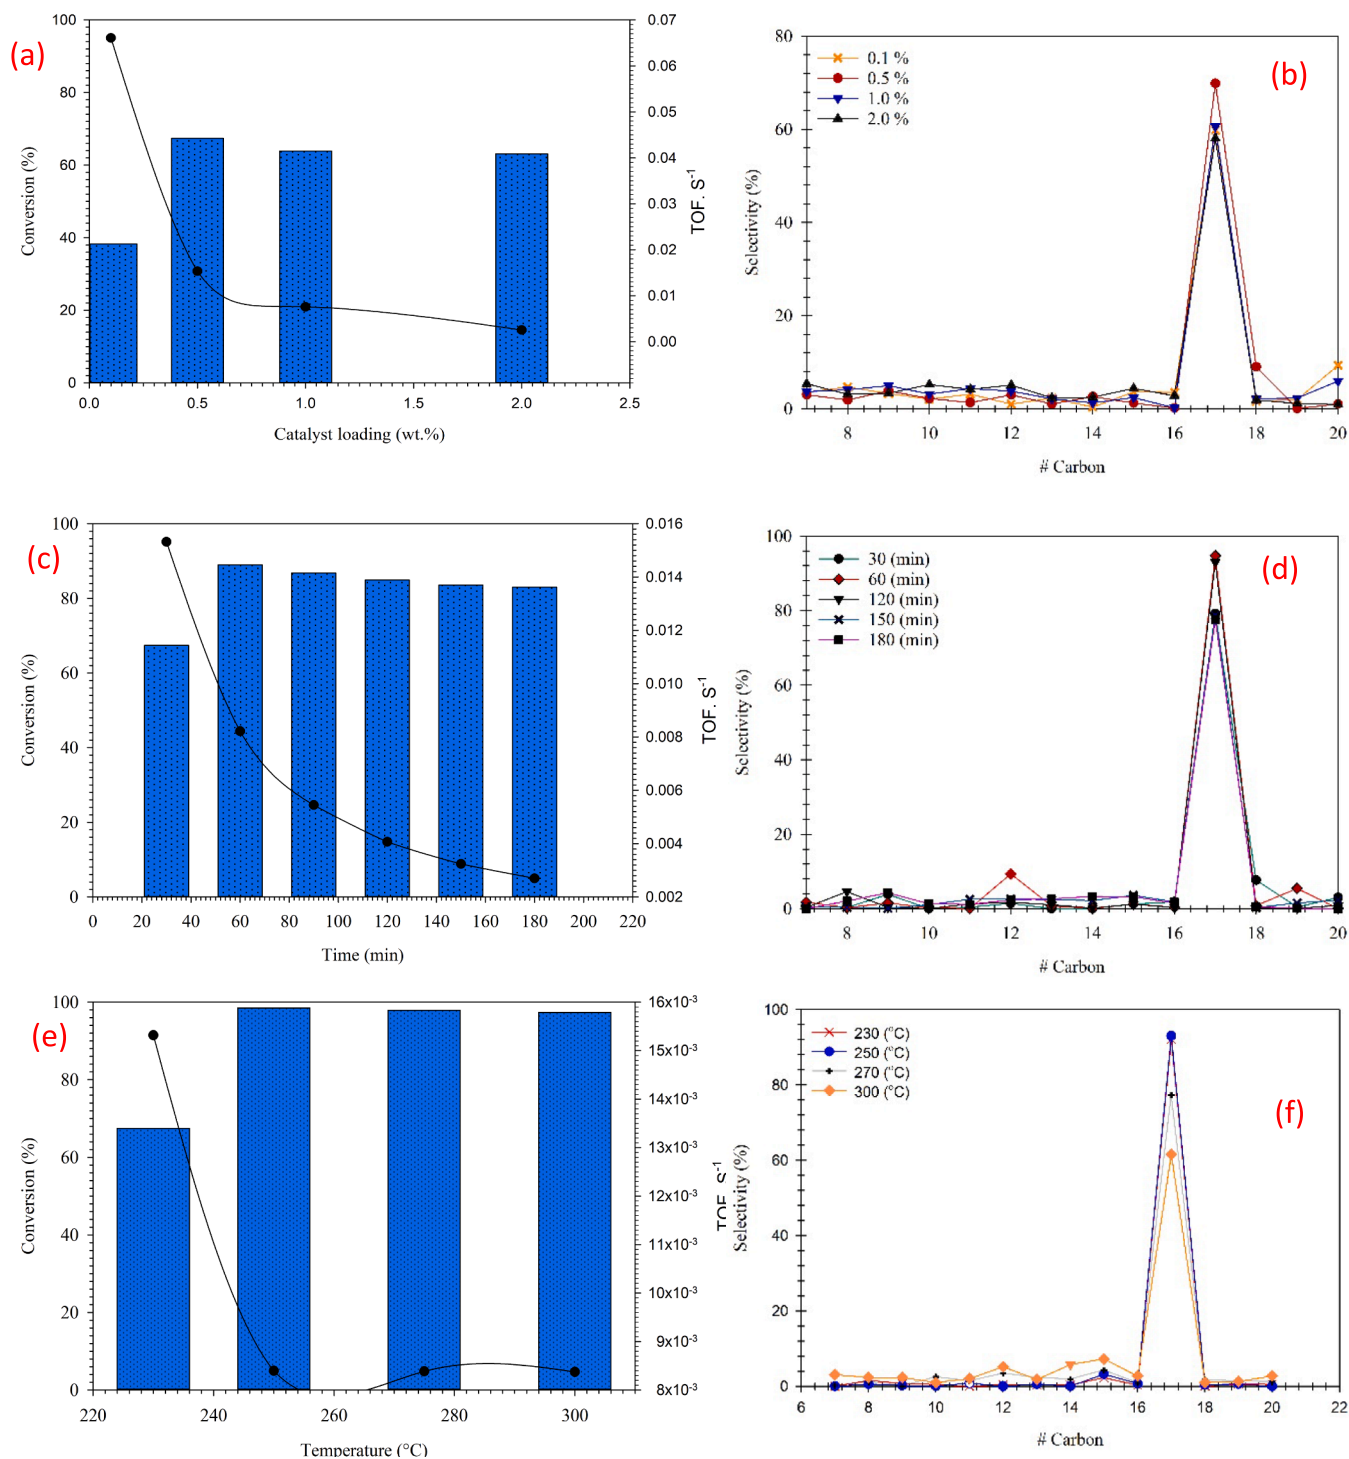 (a)
100
80
60
40
20
0
Conversion (%)
0.07
0.06
0.05
0.04
0.03
0.02
0.01
0.00
TOF. S-1
0.0 0.5 1.0 1.5 2.0 2.5
Catalyst loading (wt.%)
(b)
80
60
40
20
0
Selectivity (%)
0.1 %
0.5 %
1.0 %
2.0 %
8 10 12 14 16 18 20
# Carbon
(c)
100
80
60
40
20
0
Conversion (%)
0.016
0.014
0.012
0.010
0.008
0.006
0.004
0.002
TOF. S-1
0 20 40 60 80 100 120 140 160 180 200 220
Time (min)
(d)
100
80
60
40
20
0
Selectivity (%)
30 (min)
60 (min)
120 (min)
150 (min)
180 (min)
8 10 12 14 16 18 20
# Carbon
(e)
100
80
60
40
20
0
Conversion (%)
16x10-3
15x10-3
14x10-3
13x10-3
12x10-3
11x10-3
10x10-3
9x10-3
8x10-3
TOF. S-1
220 240 260 280 300
Temperature (°C)
(f)
100
80
60
40
20
0
Selectivity (%)
230 (°C)
250 (°C)
270 (°C)
300 (°C)
6 8 10 12 14 16 18 20 22
# Carbon